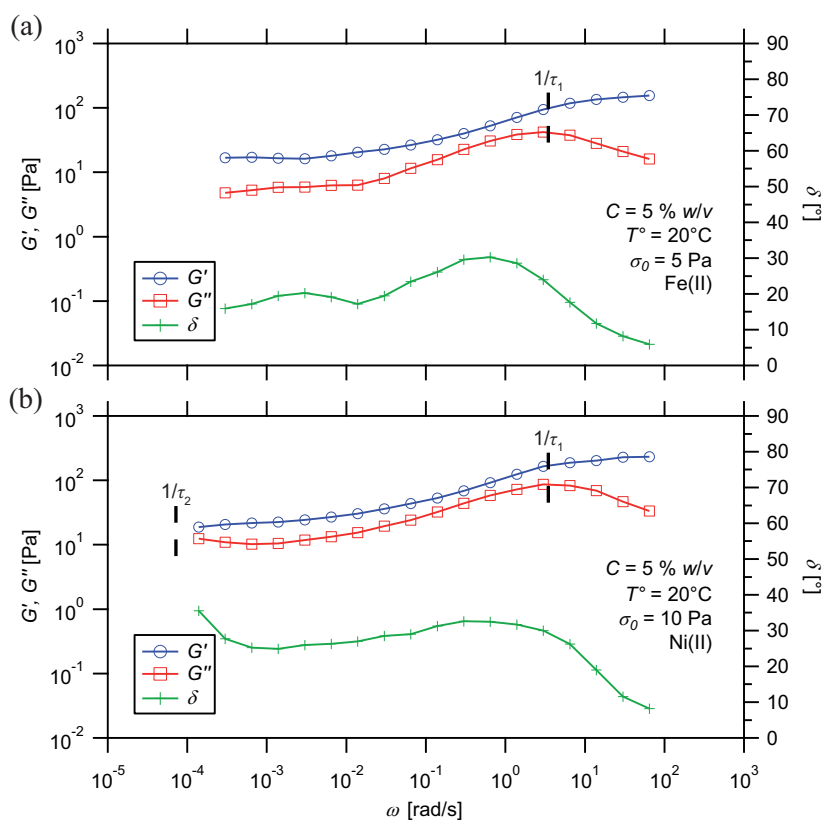 (a)
10³
10²
10¹
10⁰
10⁻¹
10⁻²
G', G'' [Pa]
90
80
70
60
50
40
30
20
10
0
δ [°]
1/τ₁
C = 5 % w/v
T° = 20°C
σ₀ = 5 Pa
Fe(II)
G'
G''
δ
(b)
10³
10²
10¹
10⁰
10⁻¹
10⁻²
G', G'' [Pa]
90
80
70
60
50
40
30
20
10
0
δ [°]
1/τ₂
1/τ₁
C = 5 % w/v
T° = 20°C
σ₀ = 10 Pa
Ni(II)
G'
G''
δ
10⁻⁵ 10⁻⁴ 10⁻³ 10⁻² 10⁻¹ 10⁰ 10¹ 10² 10³
ω [rad/s]